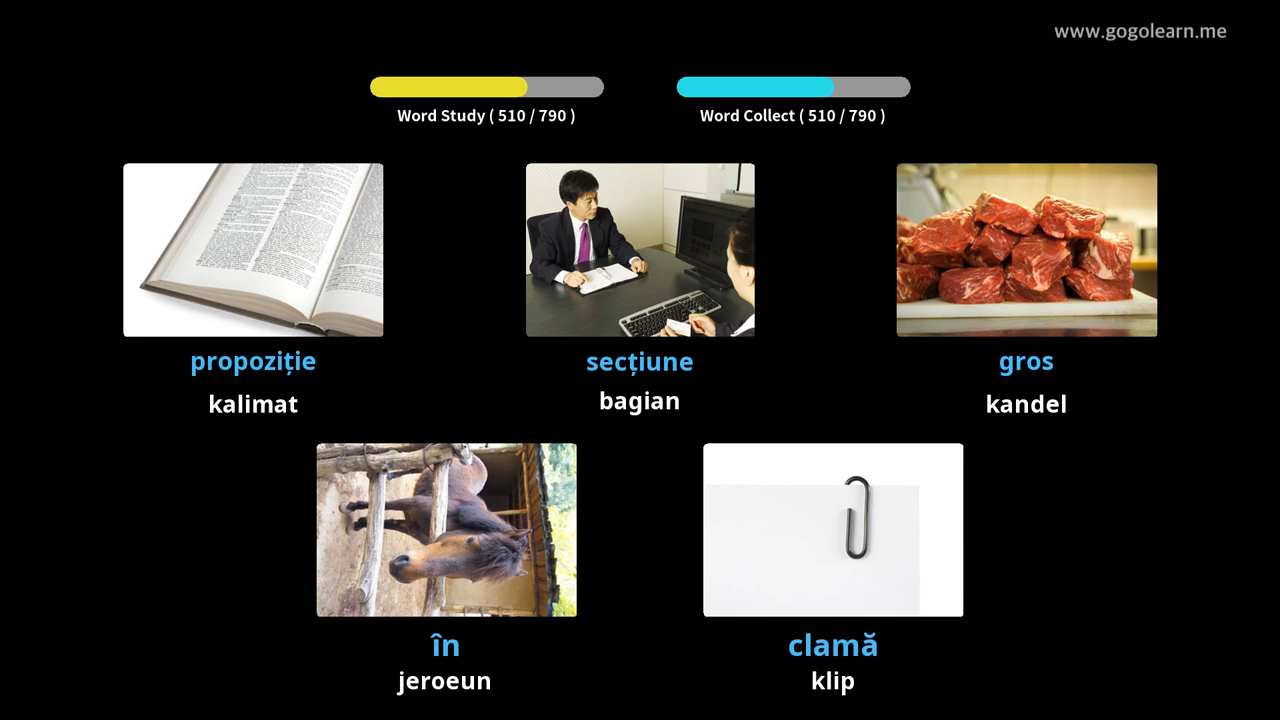 www.gogolearn.me
Word Study ( 510 / 790 )
Word Collect ( 510 / 790 )
propoziție
kalimat
secțiune
bagian
gros
kandel
în
jeroeun
clamă
klip